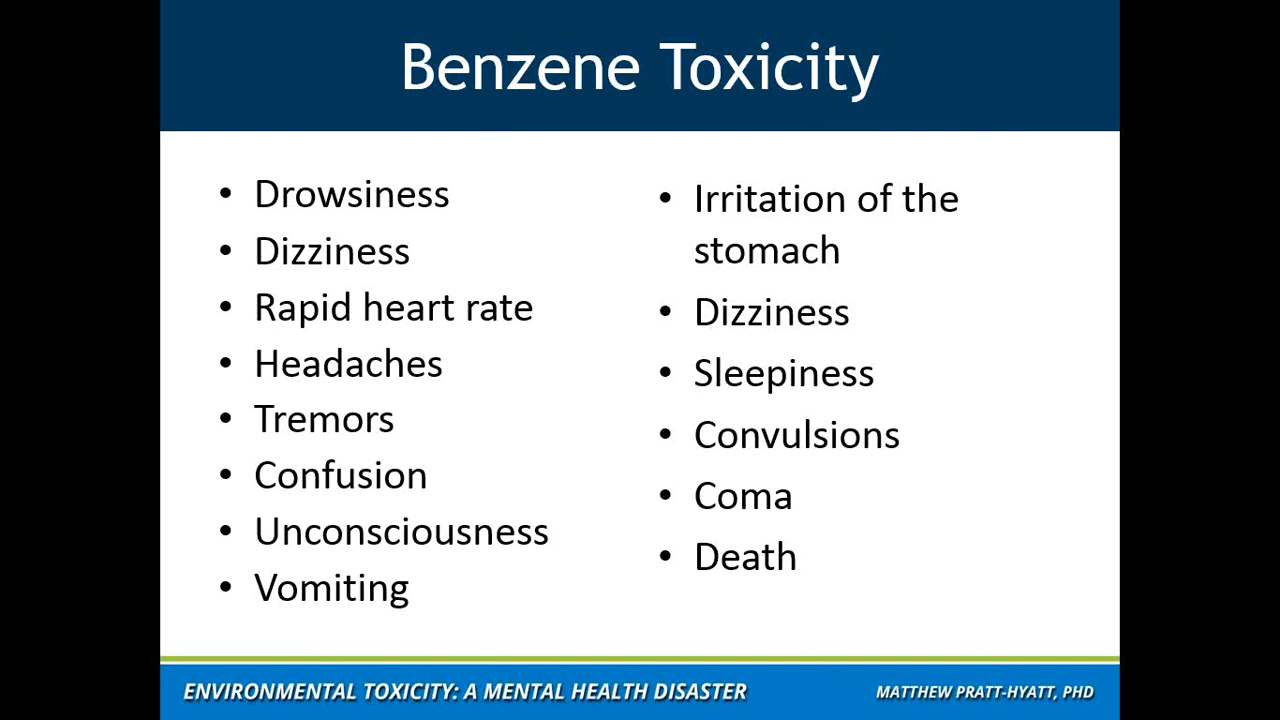 Benzene Toxicity
• Drowsiness
• Dizziness
• Rapid heart rate
• Headaches
• Tremors
• Confusion
• Unconsciousness
• Vomiting
• Irritation of the
stomach
• Dizziness
• Sleepiness
• Convulsions
• Coma
• Death
ENVIRONMENTAL TOXICITY: A MENTAL HEALTH DISASTER
MATTHEW PRATT-HYATT, PHD